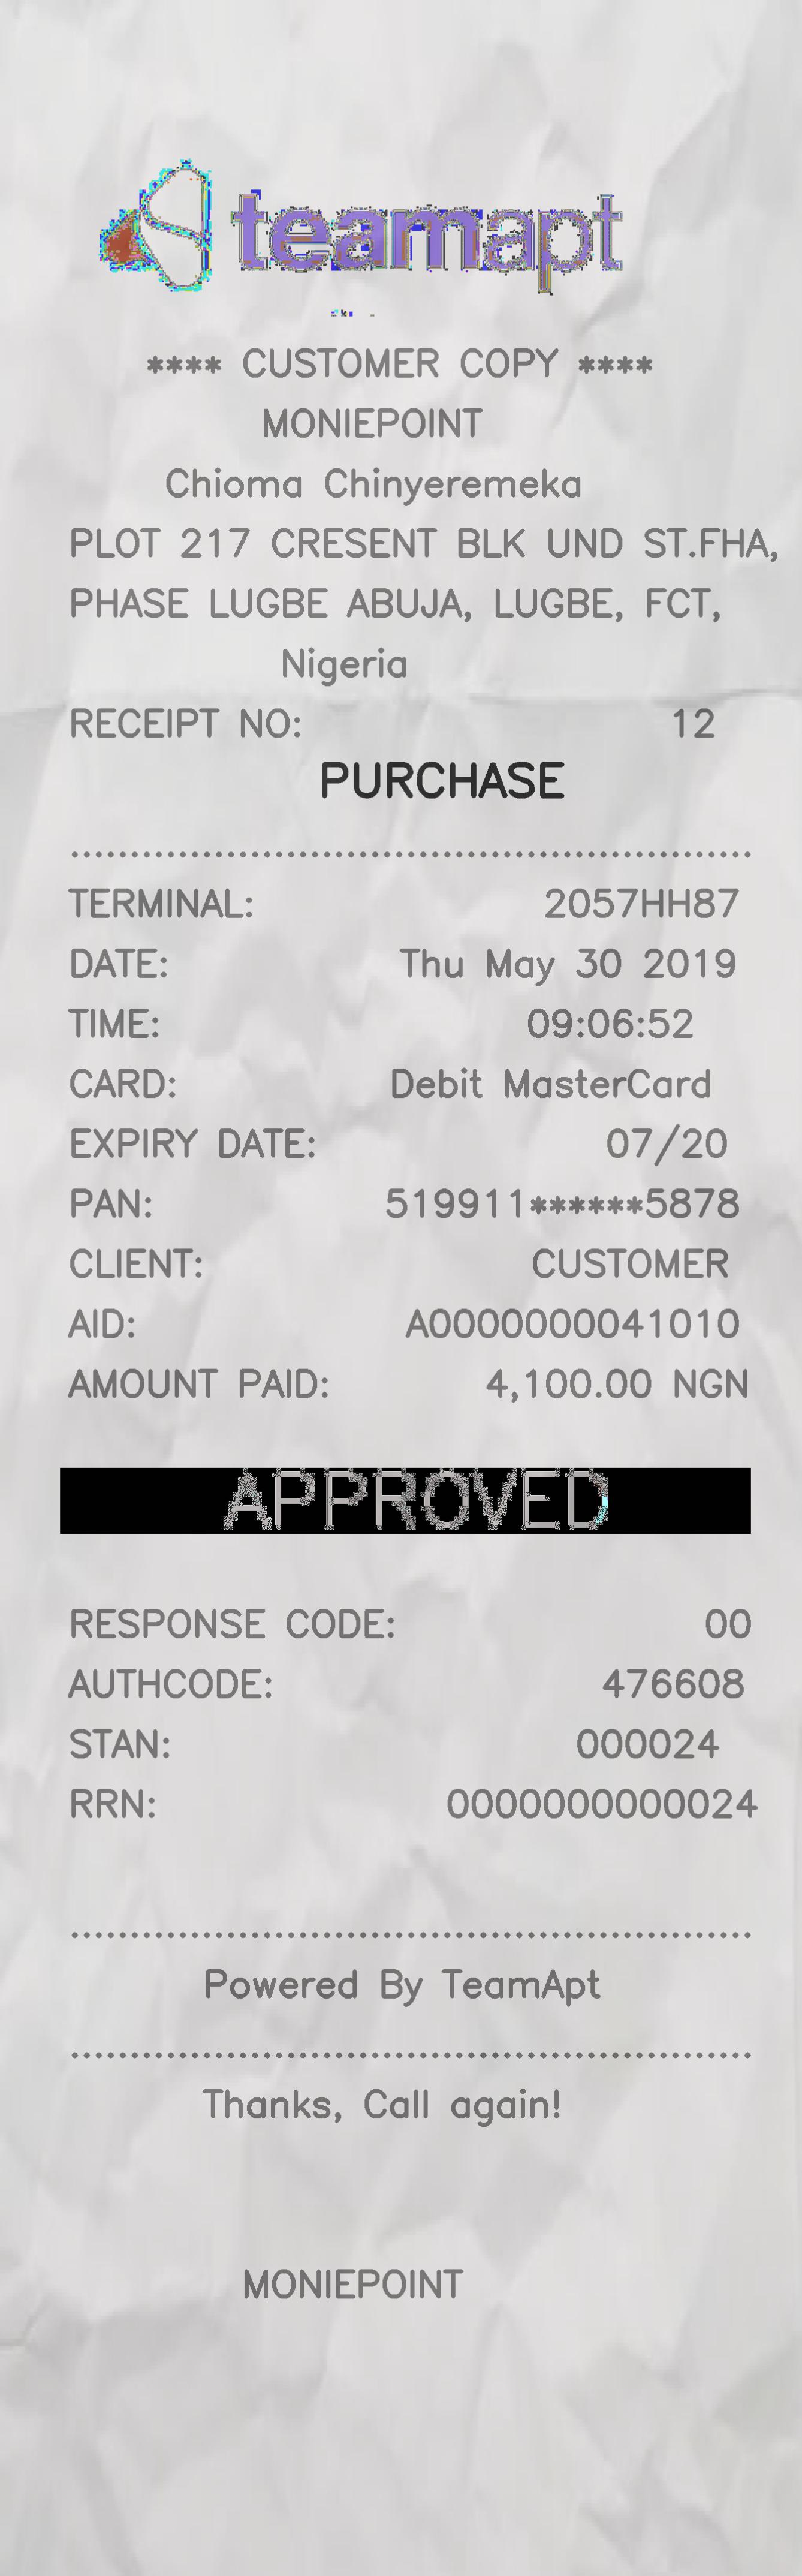 teamapt
**** CUSTOMER COPY ****
MONIEPOINT
Chioma Chinyeremeka
PLOT 217 CRESENT BLK UND ST.FHA,
PHASE LUGBE ABUJA, LUGBE, FCT,
Nigeria
RECEIPT NO: 12
PURCHASE
TERMINAL: 2057HH87
DATE: Thu May 30 2019
TIME: 09:06:52
CARD: Debit MasterCard
EXPIRY DATE: 07/20
PAN: 519911******5878
CLIENT: CUSTOMER
AID: A0000000041010
AMOUNT PAID: 4,100.00 NGN
APPROVED
RESPONSE CODE: 00
AUTHCODE: 476608
STAN: 000024
RRN: 0000000000024
Powered By TeamApt
Thanks, Call again!
MONIEPOINT